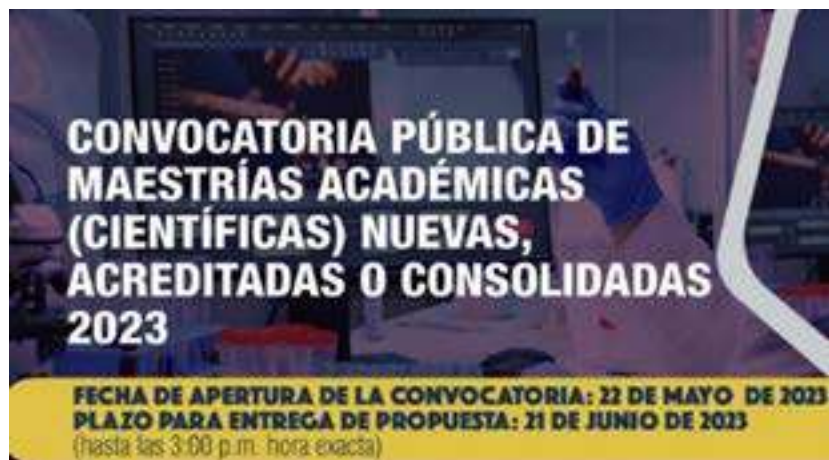 CONVOCATORIA PÚBLICA DE
MAESTRÍAS ACADÉMICAS
(CIENTÍFICAS) NUEVAS,
ACREDITADAS O CONSOLIDADAS
2023
FECHA DE APERTURA DE LA CONVOCATORIA: 22 DE MAYO DE 2023
PLAZO PARA ENTREGA DE PROPUESTA: 21 DE JUNIO DE 2023
(hasta las 3:00 p.m. hora exacta)